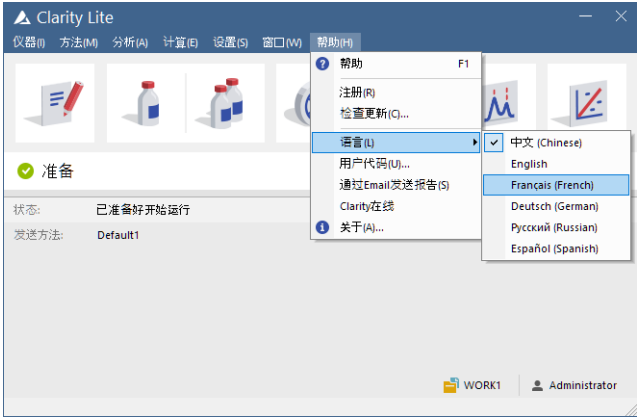 Clarity Lite
仪器(I) 方法(M) 分析(A) 计算(E) 设置(S) 窗口(W) 帮助(H)
帮助 F1
注册(R)
检查更新(C)...
语言(L)
用户代码(U)...
通过Email发送报告(S)
Clarity在线
关于(A)...
中文 (Chinese)
English
Français (French)
Deutsch (German)
Русский (Russian)
Español (Spanish)
准备
状态: 已准备好开始运行
发送方法: Default1
WORK1 Administrator